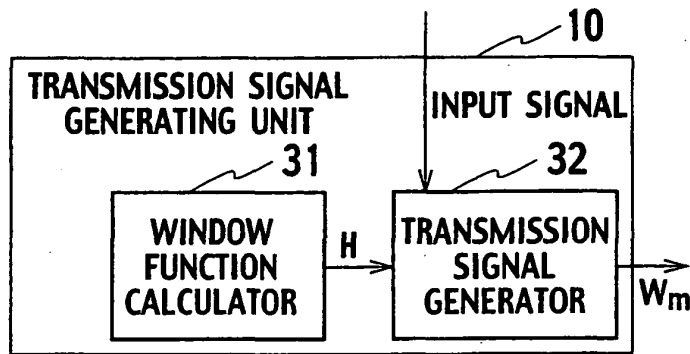 10
TRANSMISSION SIGNAL
GENERATING UNIT
INPUT SIGNAL
31
32
WINDOW
FUNCTION
CALCULATOR
H
TRANSMISSION
SIGNAL
GENERATOR
Wm